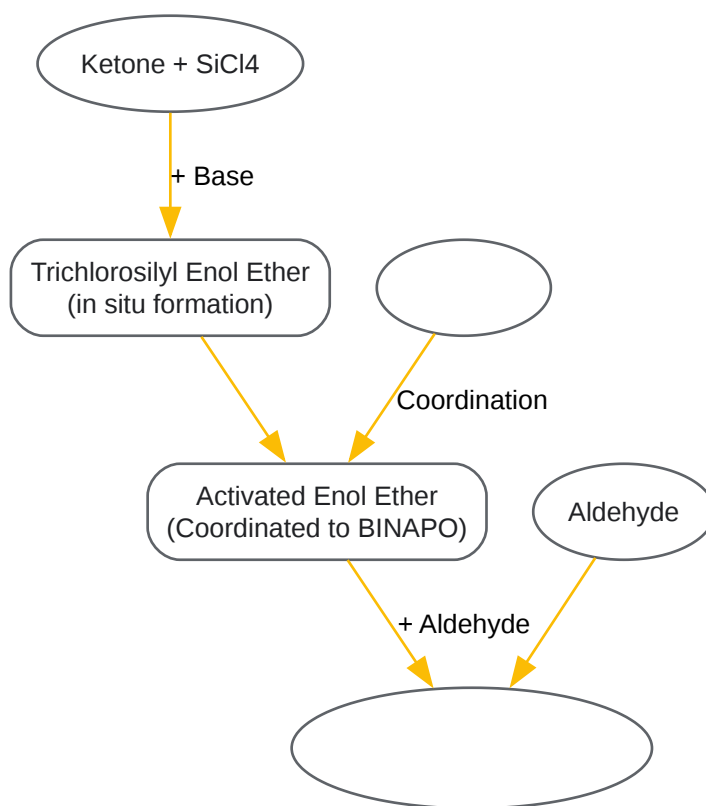 Ketone + SiCl4
+ Base
Trichlorosilyl Enol Ether
(in situ formation)
Coordination
Activated Enol Ether
(Coordinated to BINAPO)
Aldehyde
+ Aldehyde